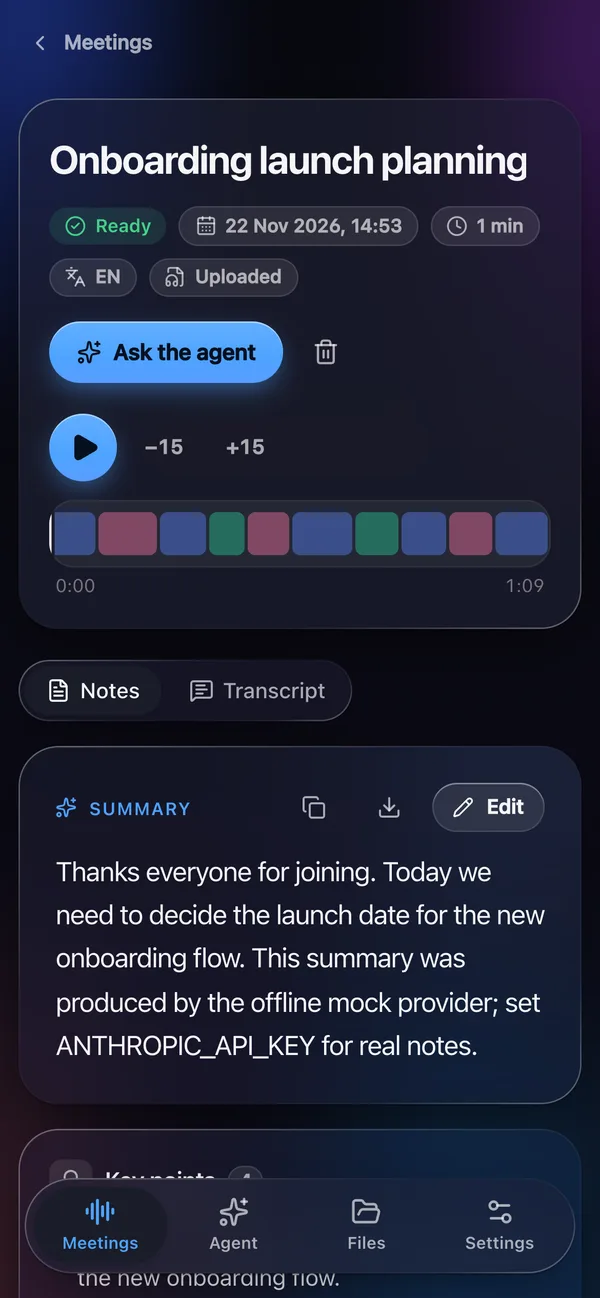 Meetings
Onboarding launch planning
Ready
22 Nov 2026, 14:53
1 min
EN
Uploaded
Ask the agent
−15
+15
0:00
1:09
Notes
Transcript
SUMMARY
Edit
Thanks everyone for joining. Today we
need to decide the launch date for the new
onboarding flow. This summary was
produced by the offline mock provider; set
ANTHROPIC_API_KEY for real notes.
Key points
Meetings
Agent
Files
Settings
the new onboarding flow.